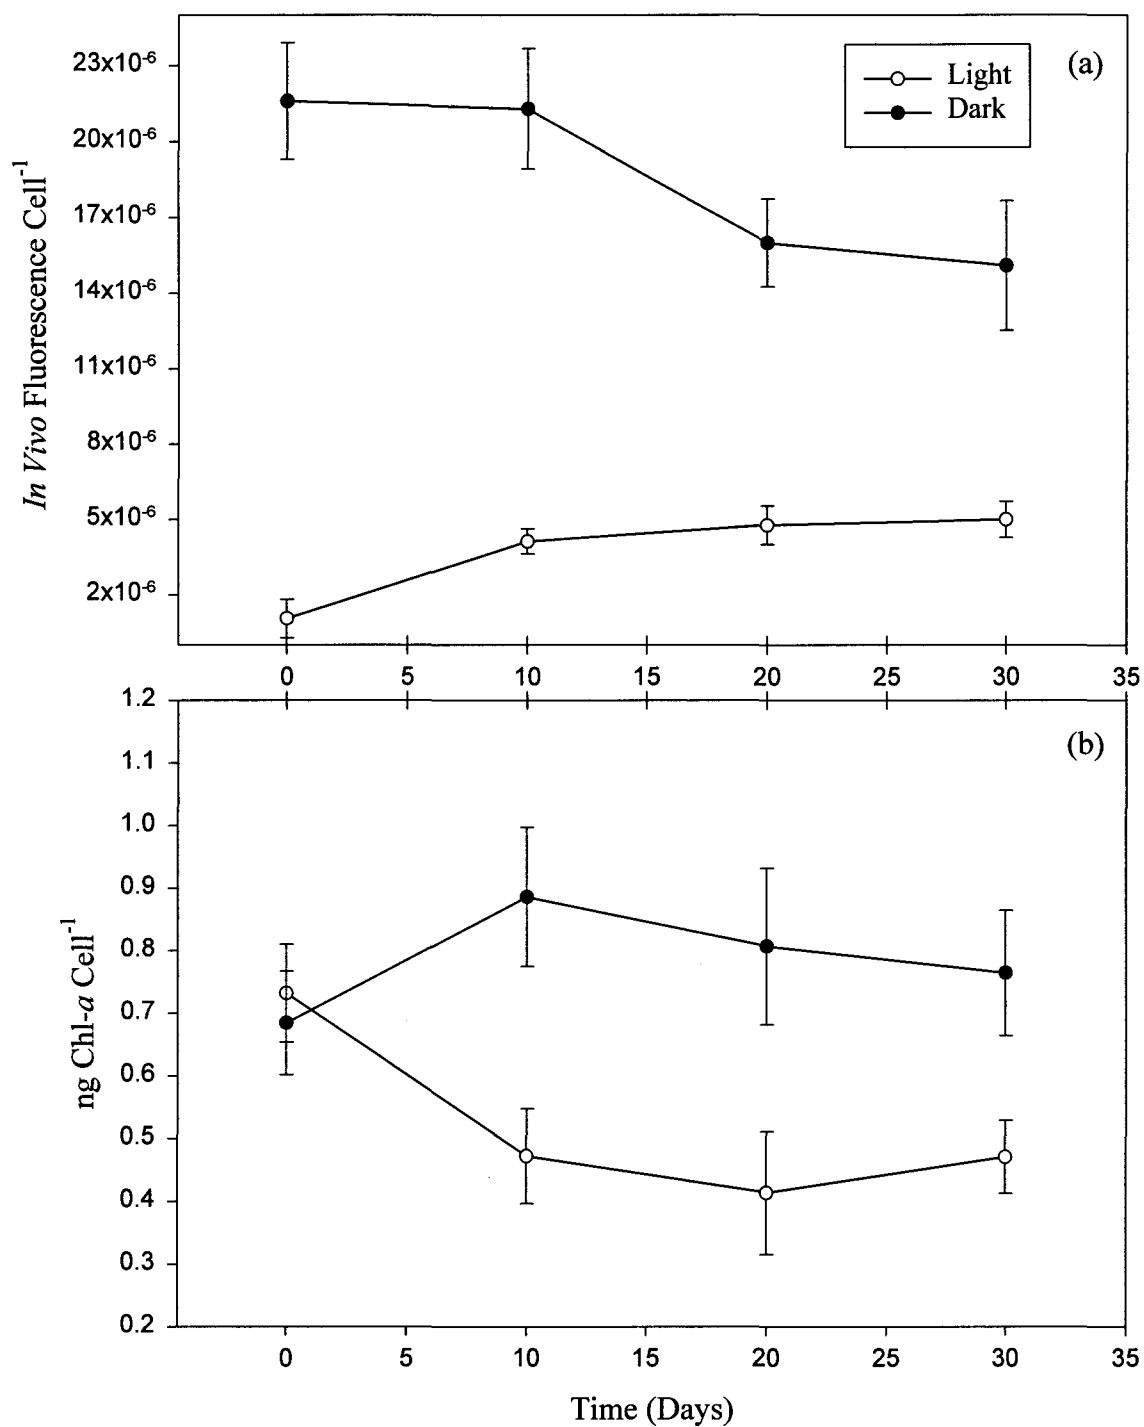 (a)
Light
Dark
In Vivo Fluorescence Cell⁻¹
23x10⁻⁶
20x10⁻⁶
17x10⁻⁶
14x10⁻⁶
11x10⁻⁶
8x10⁻⁶
5x10⁻⁶
2x10⁻⁶
0 5 10 15 20 25 30 35
(b)
ng Chl-a Cell⁻¹
1.2
1.1
1.0
0.9
0.8
0.7
0.6
0.5
0.4
0.3
0.2
0 5 10 15 20 25 30 35
Time (Days)